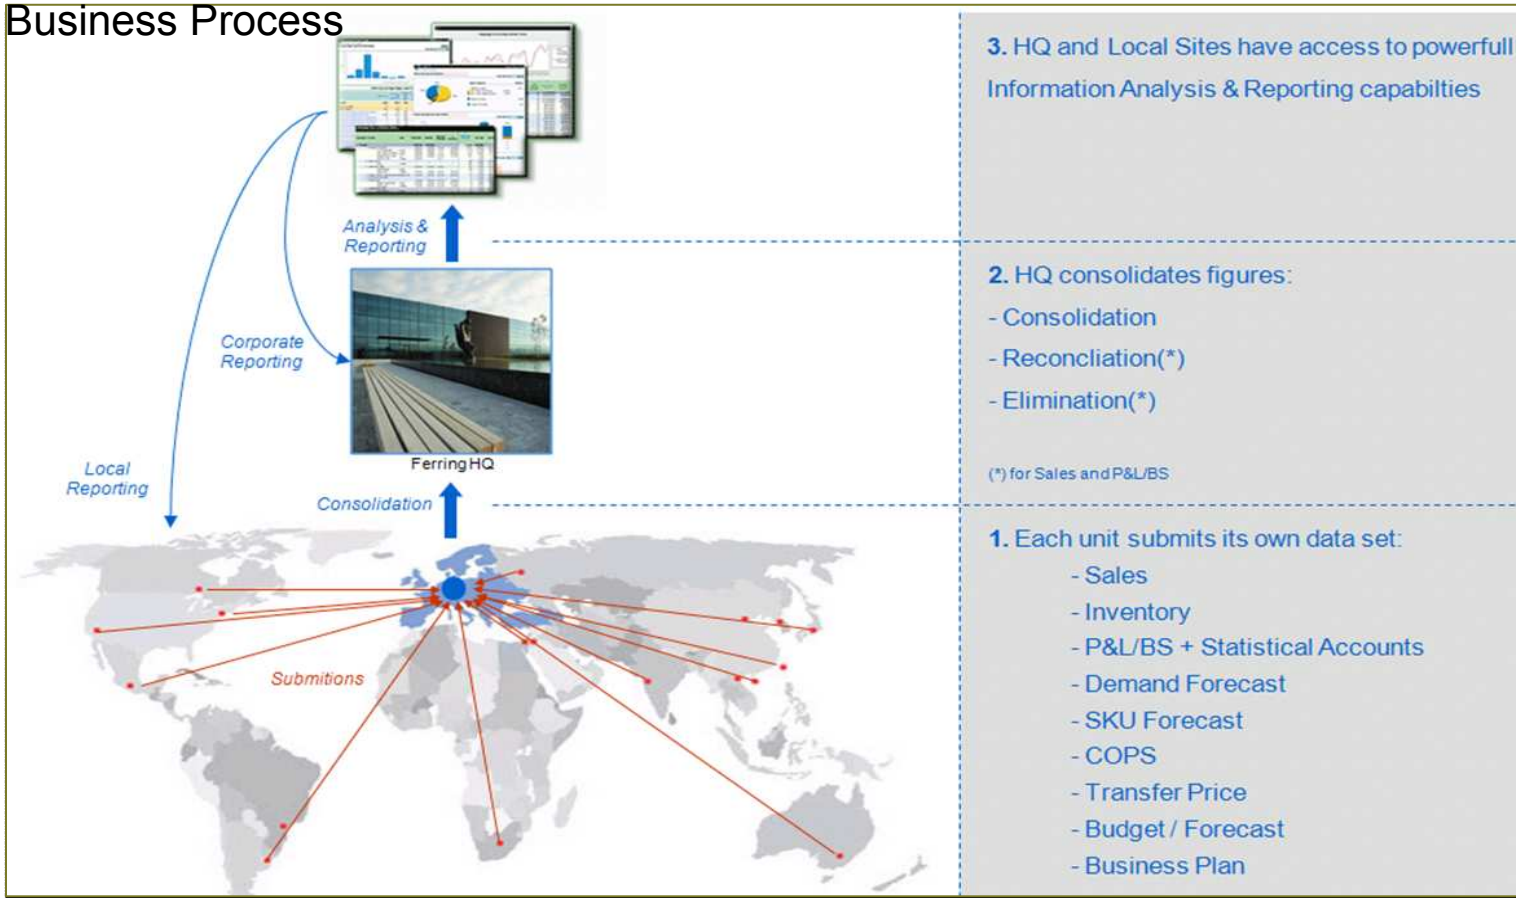 Business Process
3. HQ and Local Sites have access to powerfull
Information Analysis & Reporting capabilties
Analysis &
Reporting
2. HQ consolidates figures:
- Consolidation
- Reconcliation(*)
- Elimination(*)
(*) for Sales and P&L/BS
Corporate
Reporting
Ferring HQ
Local
Reporting
Consolidation
1. Each unit submits its own data set:
- Sales
- Inventory
- P&L/BS + Statistical Accounts
- Demand Forecast
- SKU Forecast
- COPS
- Transfer Price
- Budget / Forecast
- Business Plan
Submitions